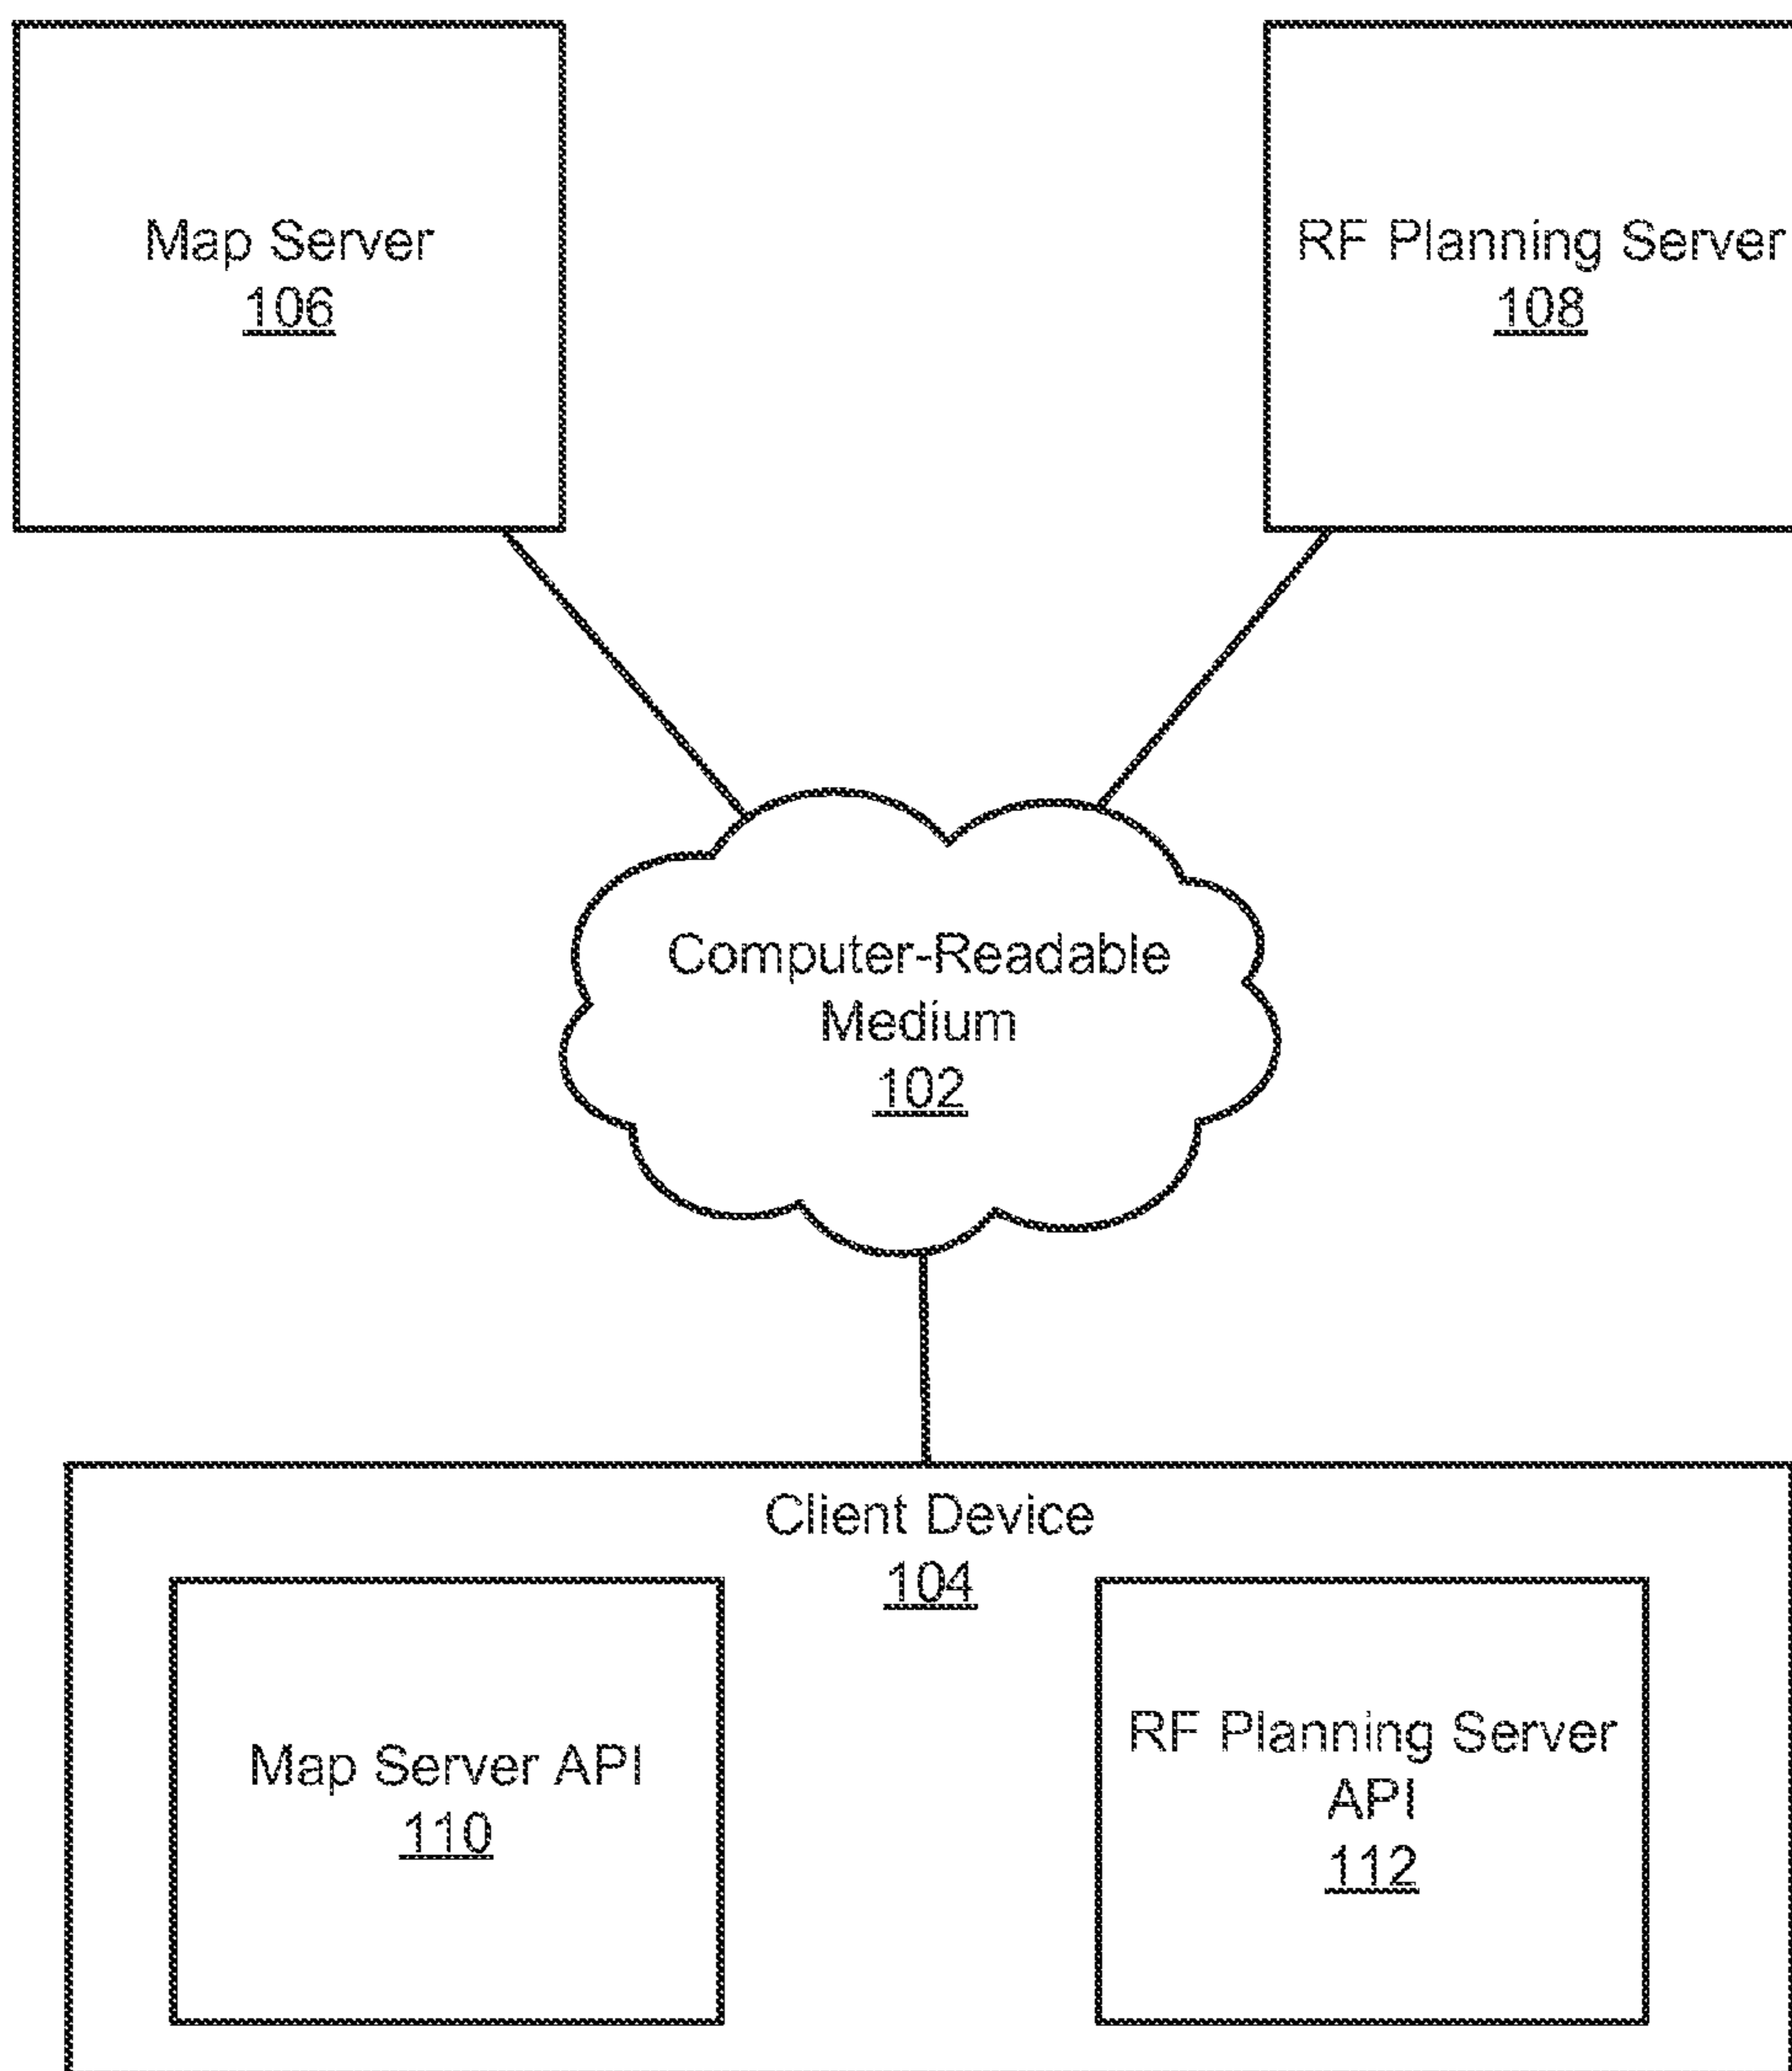 Map Server
106
RF Planning Server
108
Computer-Readable
Medium
102
Client Device
104
Map Server API
110
RF Planning Server
API
112